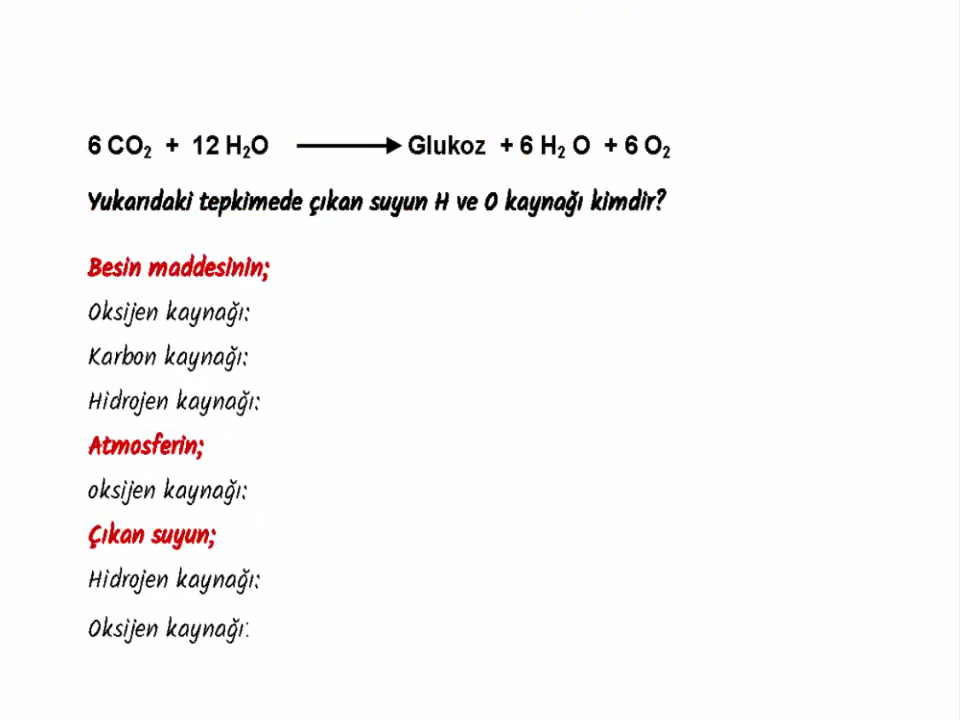 6 CO₂ + 12 H₂O ⟶ Glukoz + 6 H₂ O + 6 O₂
Yukarıdaki tepkimede çıkan suyun H ve O kaynağı kimdir?
Besin maddesinin;
Oksijen kaynağı:
Karbon kaynağı:
Hidrojen kaynağı:
Atmosferin;
oksijen kaynağı:
Çıkan suyun;
Hidrojen kaynağı:
Oksijen kaynağı: